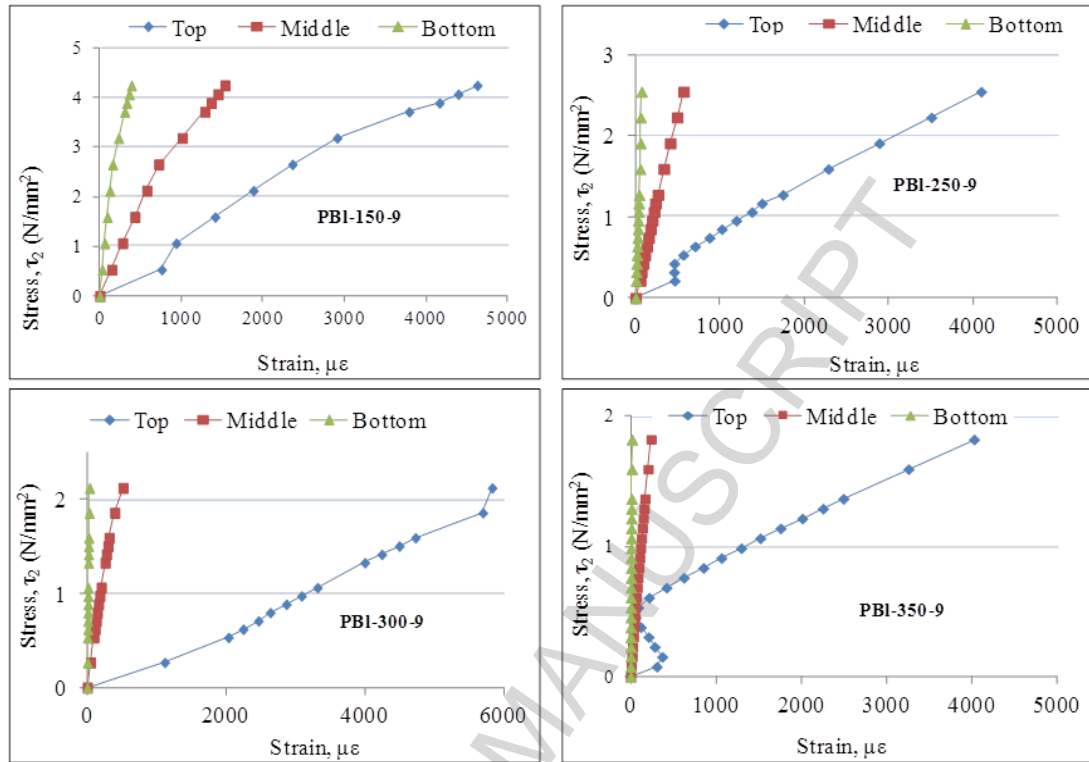 Top Middle Bottom
5
4
3
2
1
0
Stress, τ2 (N/mm2)
PBl-150-9
0 1000 2000 3000 4000 5000
Strain, με
Top Middle Bottom
3
2
1
0
Stress, τ2 (N/mm2)
PBl-250-9
0 1000 2000 3000 4000 5000
Strain, με
Top Middle Bottom
2
1
0
Stress, τ2 (N/mm2)
PBl-300-9
0 2000 4000 6000
Strain, με
Top Middle Bottom
2
1
0
Stress, τ2 (N/mm2)
PBl-350-9
0 1000 2000 3000 4000 5000
Strain, με
MANUSCRIPT